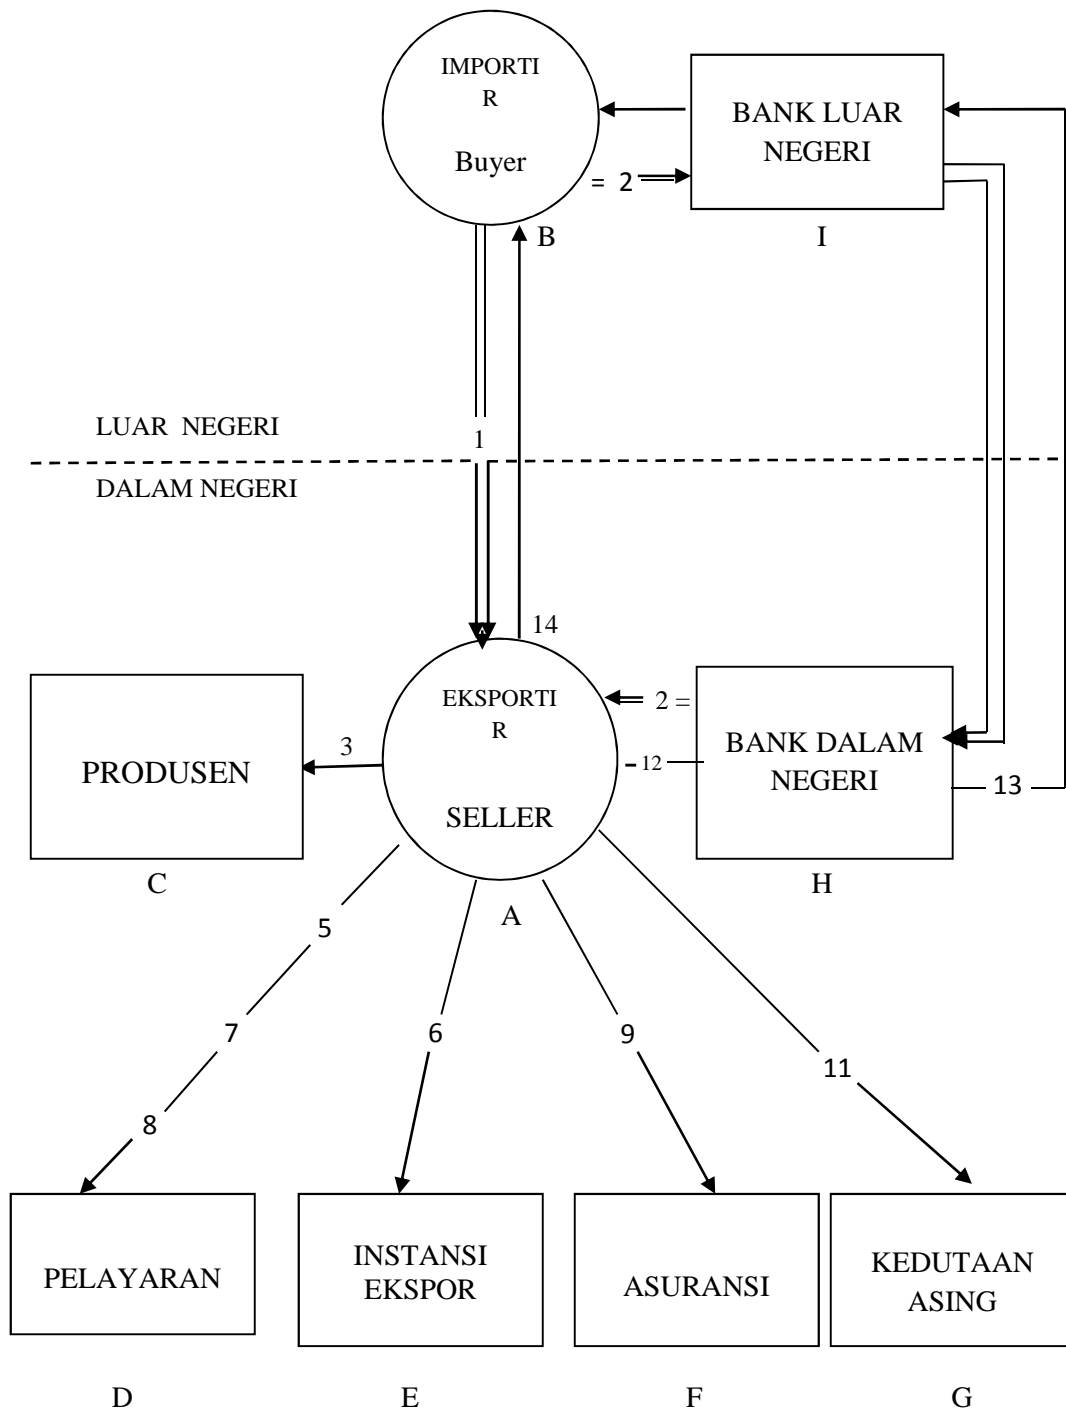 IMPORTI
R
Buyer
BANK LUAR
NEGERI
= 2
B
I
LUAR NEGERI
1
DALAM NEGERI
14
EKSPORTI
R
SELLER
2 =
PRODUSEN
3
12
BANK DALAM
NEGERI
13
C
A
H
5
7
8
6
9
11
PELAYARAN
INSTANSI
EKSPOR
ASURANSI
KEDUTAAN
ASING
D
E
F
G